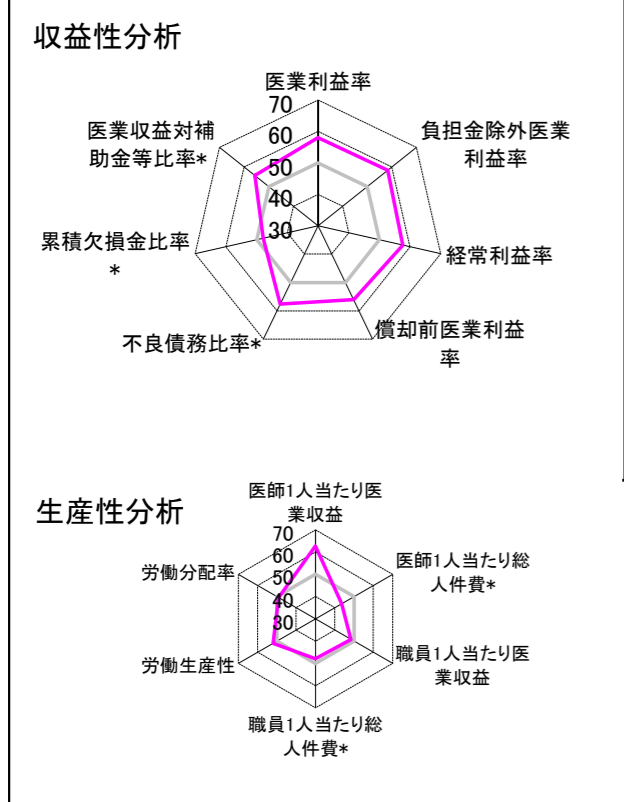 収益性分析
医業利益率
70
60
50
40
30
負担金除外医業
利益率
経常利益率
償却前医業利益
率
不良債務比率*
累積欠損金比率
*
医業収益対補
助金等比率*
生産性分析
医師1人当たり医
業収益
70
60
50
40
30
医師1人当たり総
人件費*
職員1人当たり医
業収益
職員1人当たり総
人件費*
労働生産性
労働分配率